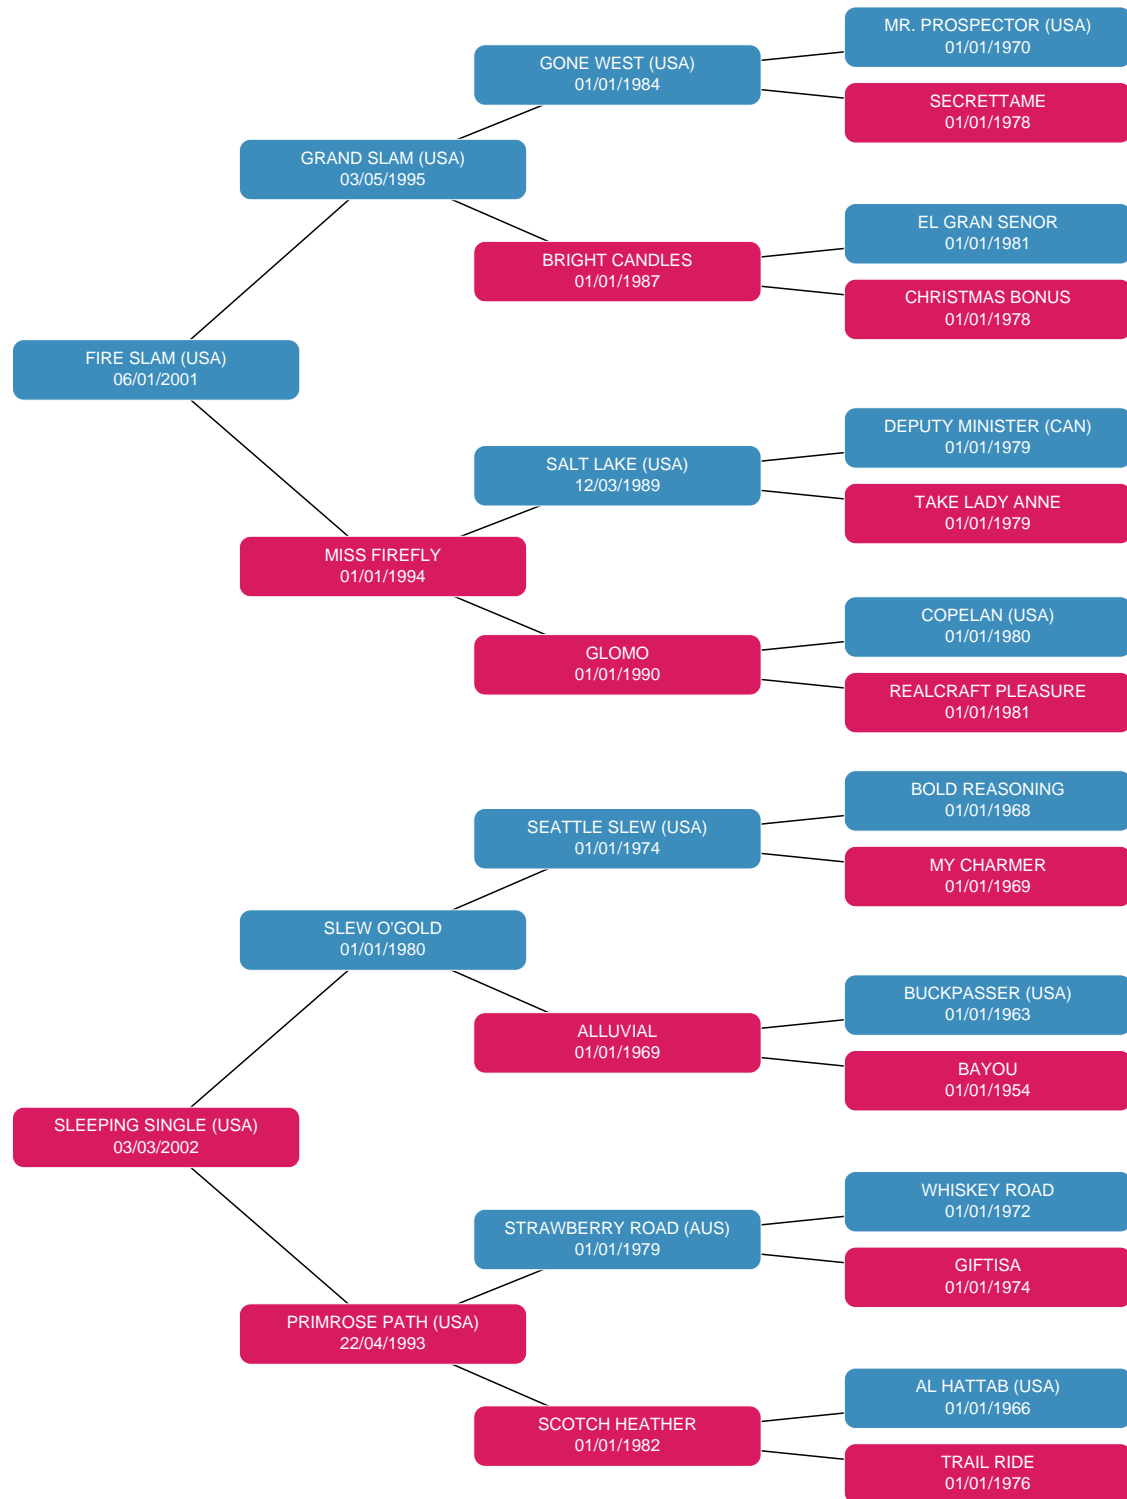 MR. PROSPECTOR (USA)
01/01/1970
GONE WEST (USA)
01/01/1984
SECRETTAME
01/01/1978
GRAND SLAM (USA)
03/05/1995
EL GRAN SENOR
01/01/1981
BRIGHT CANDLES
01/01/1987
CHRISTMAS BONUS
01/01/1978
FIRE SLAM (USA)
06/01/2001
DEPUTY MINISTER (CAN)
01/01/1979
SALT LAKE (USA)
12/03/1989
TAKE LADY ANNE
01/01/1979
MISS FIREFLY
01/01/1994
COPELAN (USA)
01/01/1980
GLOMO
01/01/1990
REALCRAFT PLEASURE
01/01/1981
BOLD REASONING
01/01/1968
SEATTLE SLEW (USA)
01/01/1974
MY CHARMER
01/01/1969
SLEW O'GOLD
01/01/1980
BUCKPASSER (USA)
01/01/1963
ALLUVIAL
01/01/1969
BAYOU
01/01/1954
SLEEPING SINGLE (USA)
03/03/2002
WHISKEY ROAD
01/01/1972
STRAWBERRY ROAD (AUS)
01/01/1979
GIFTISA
01/01/1974
PRIMROSE PATH (USA)
22/04/1993
AL HATTAB (USA)
01/01/1966
SCOTCH HEATHER
01/01/1982
TRAIL RIDE
01/01/1976